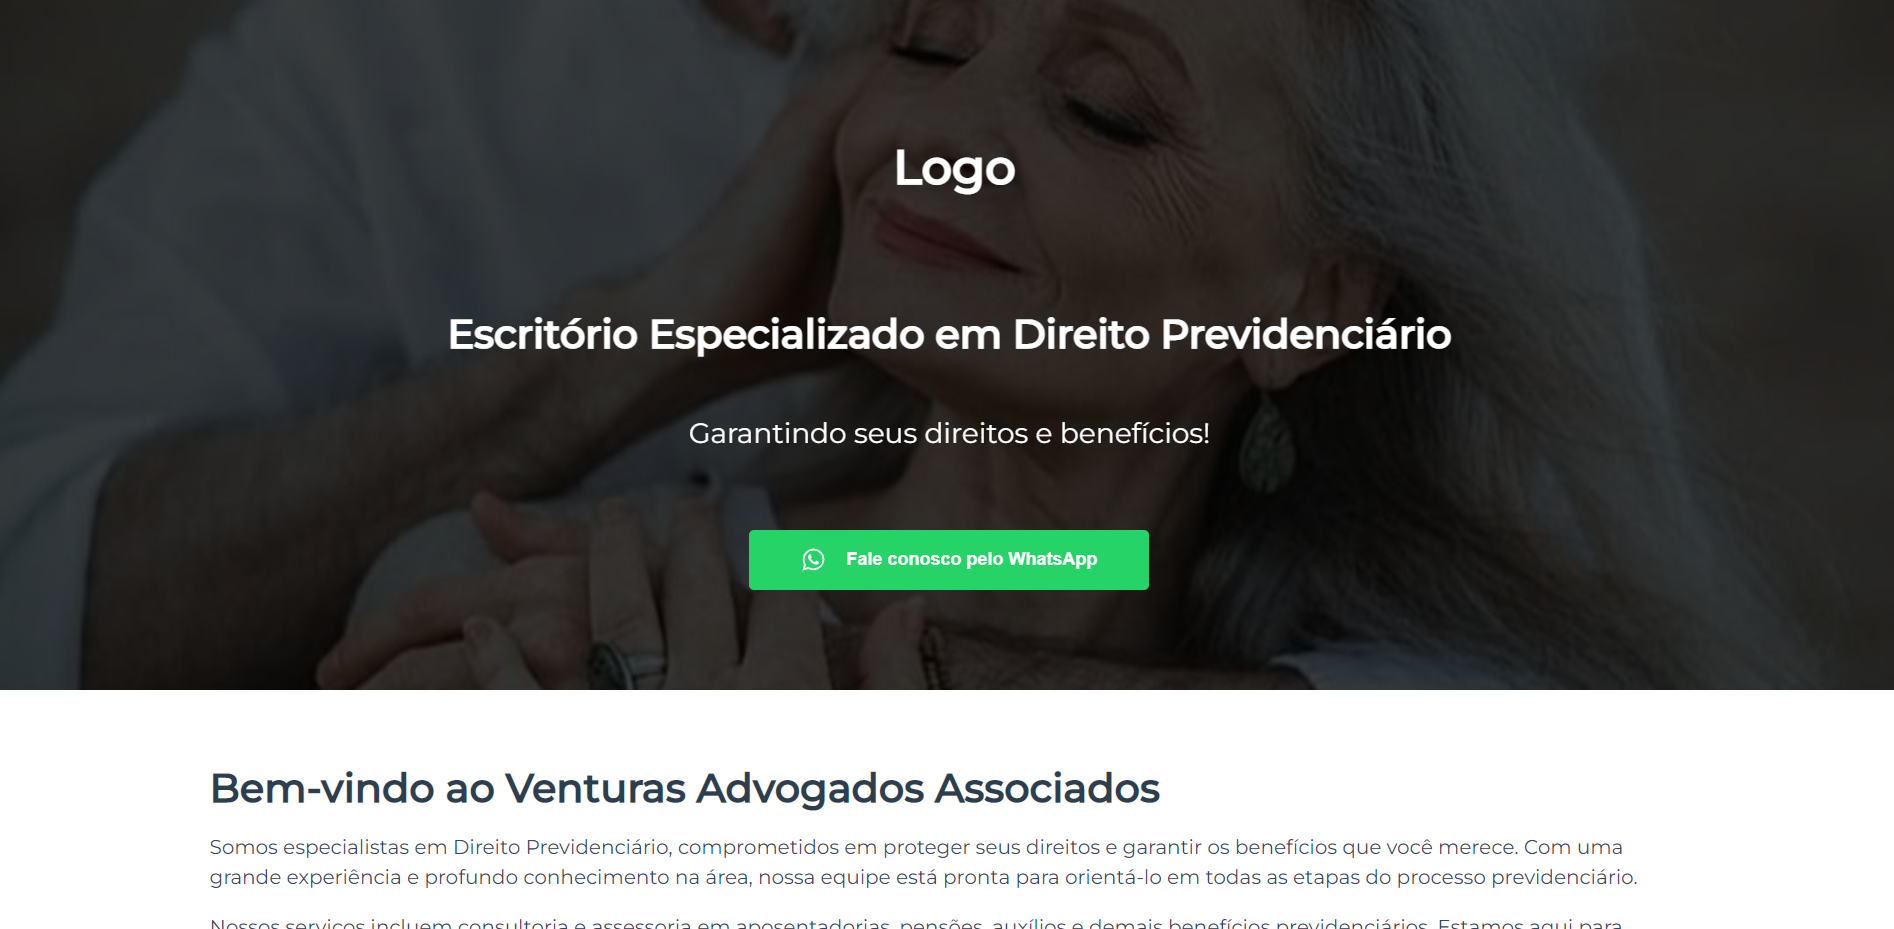 Logo
Escritório Especializado em Direito Previdenciário
Garantindo seus direitos e benefícios!
Fale conosco pelo WhatsApp
Bem-vindo ao Venturas Advogados Associados
Somos especialistas em Direito Previdenciário, comprometidos em proteger seus direitos e garantir os benefícios que você merece. Com uma
grande experiência e profundo conhecimento na área, nossa equipe está pronta para orientá-lo em todas as etapas do processo previdenciário.
Nossos serviços incluem consultoria e assessoria em aposentadorias, pensões, auxílios e demais benefícios previdenciários. Estamos aqui para